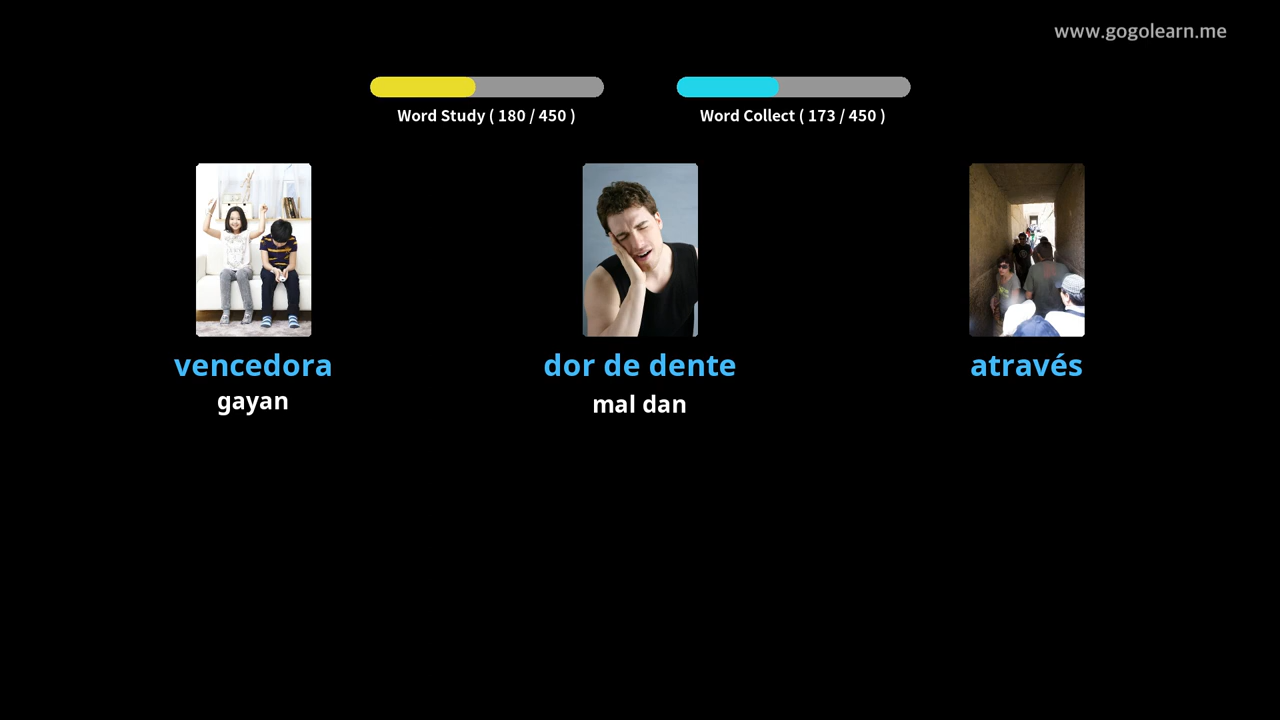 www.gogolearn.me
Word Study ( 180 / 450 )
Word Collect ( 173 / 450 )
vencedora
gayan
dor de dente
mal dan
através